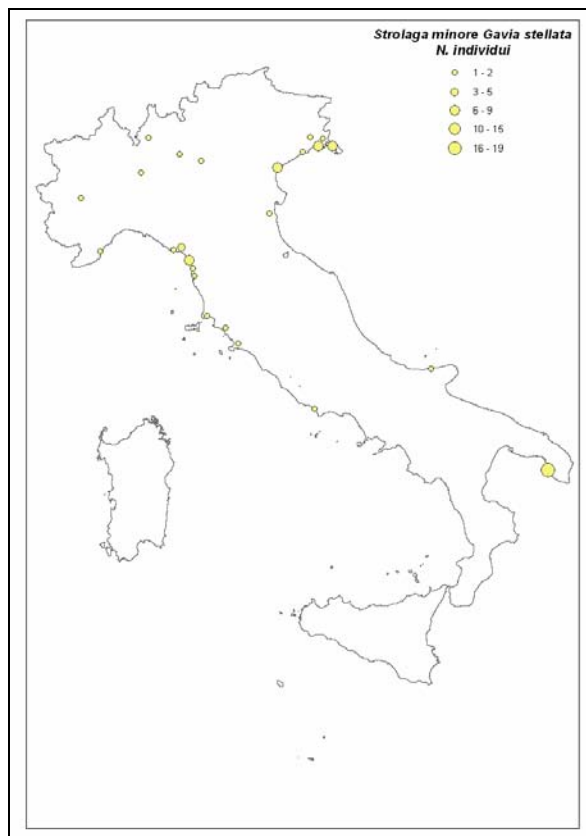 Strolaga minore Gavia stellata
N. individui
1 - 2
3 - 5
6 - 9
10 - 15
16 - 19